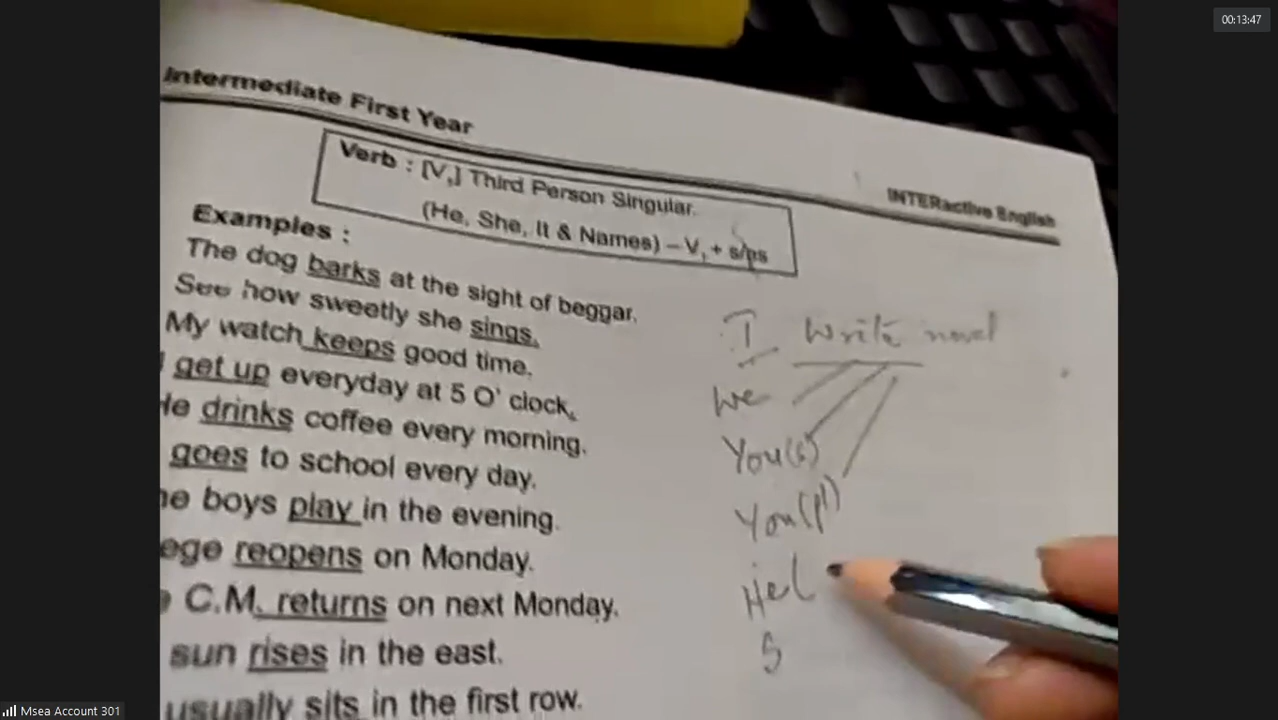 00:13:47
Intermediate First Year
INTERactive English
Verb : [V₁] Third Person Singular.
(He, She, It & Names) – V₁ + s/ps
Examples :
The dog barks at the sight of beggar.
See how sweetly she sings.
My watch keeps good time.
I get up everyday at 5 O' clock.
He drinks coffee every morning.
goes to school every day.
he boys play in the evening.
ege reopens on Monday.
C.M. returns on next Monday.
sun rises in the east.
usually sits in the first row.
I write novel
We
You(s)
You(pl)
He(
S
Msea Account 301